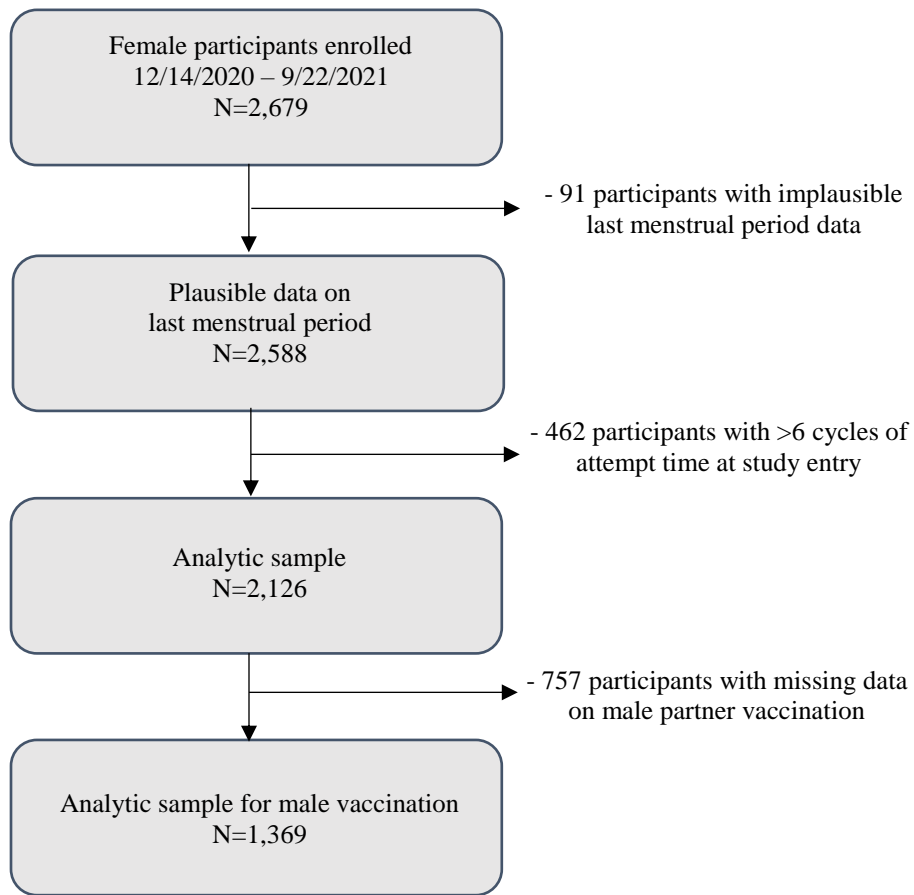 Female participants enrolled
12/14/2020 – 9/22/2021
N=2,679
- 91 participants with implausible
last menstrual period data
Plausible data on
last menstrual period
N=2,588
- 462 participants with >6 cycles of
attempt time at study entry
Analytic sample
N=2,126
- 757 participants with missing data
on male partner vaccination
Analytic sample for male vaccination
N=1,369